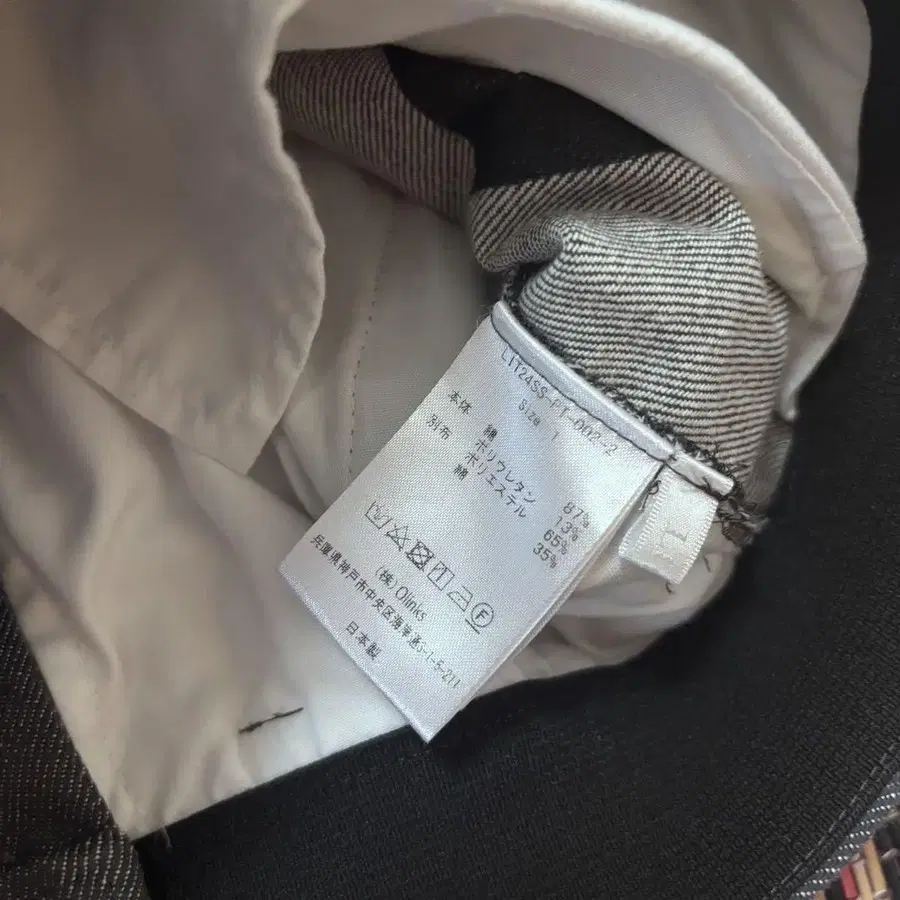 LIT24SS-PT-002-2
Size 1
本体 綿 87%
ポリウレタン 13%
別布 ポリエステル 65%
綿 35%
(株)Olinks
兵庫県神戸市中央区海岸通3-1-5-211
日本製
1